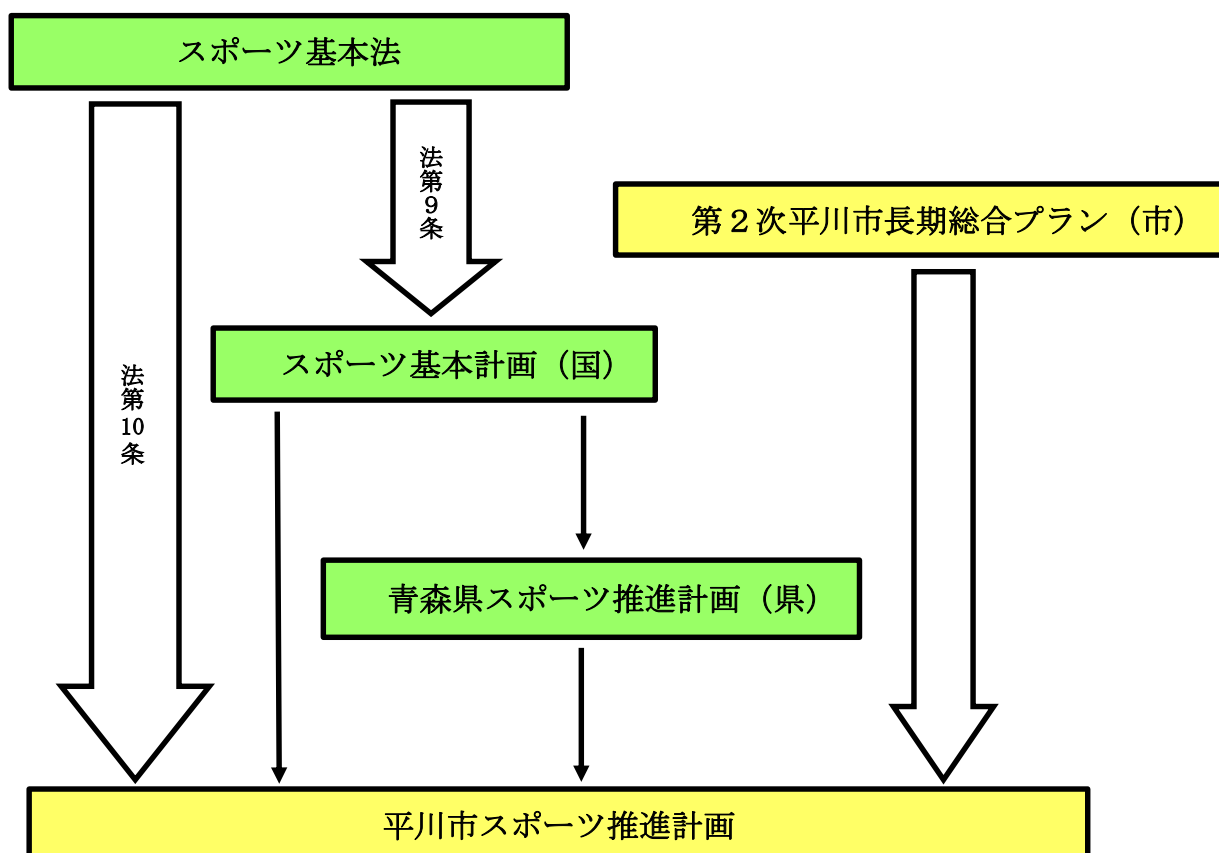 スポーツ基本法
法第9条
第２次平川市長期総合プラン（市）
スポーツ基本計画（国）
法第10条
青森県スポーツ推進計画（県）
平川市スポーツ推進計画